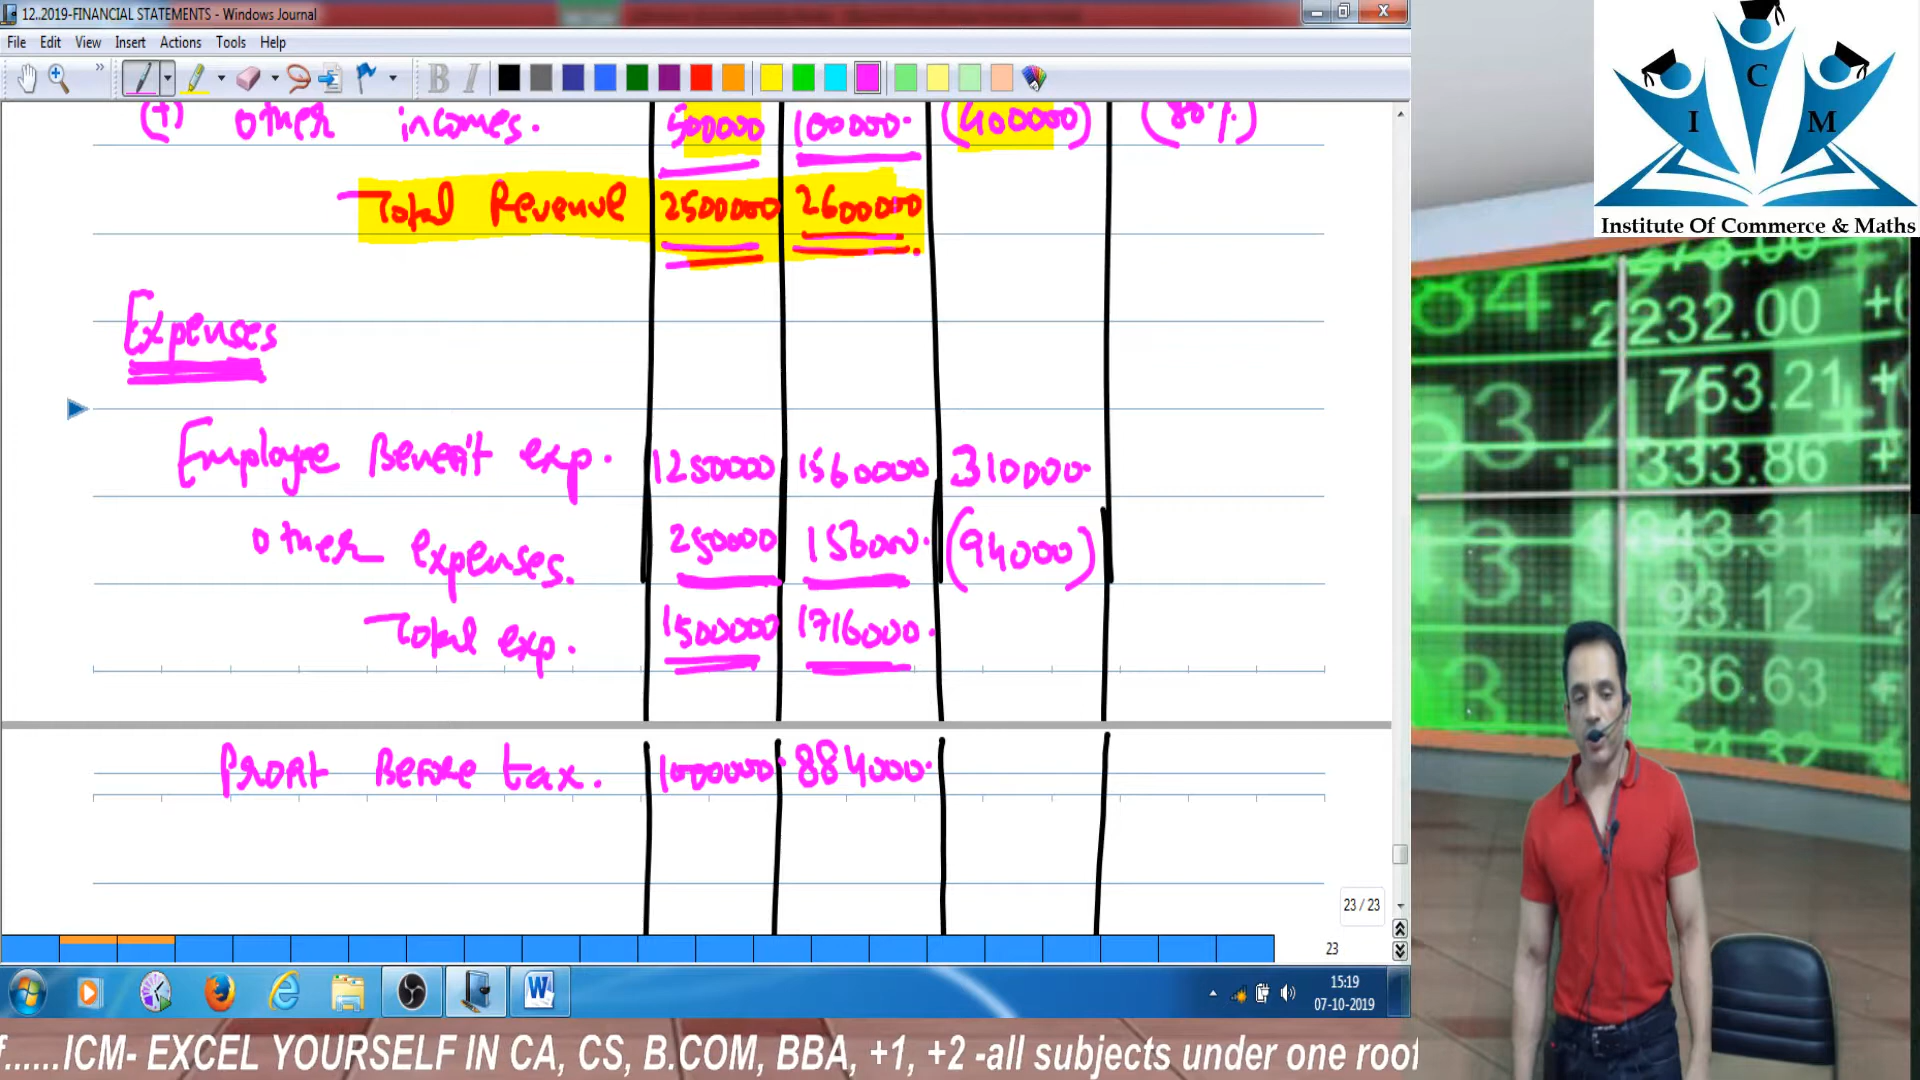 12..2019-FINANCIAL STATEMENTS - Windows Journal
File Edit View Insert Actions Tools Help
(+) other incomes. 500000 100000. (400000) (80%)
Total Revenue 2500000 2600000
Expenses
Employee Benefit exp. 1250000 1560000 310000.
other expenses. 250000 156000. (94000)
Total exp. 1500000 1716000.
Profit Before tax. 1000000. 884000.
23 / 23
23
15:19
07-10-2019
I C M
Institute Of Commerce & Maths
2232.00
753.21
333.86
93.12
436.63
f......ICM- EXCEL YOURSELF IN CA, CS, B.COM, BBA, +1, +2 -all subjects under one roof